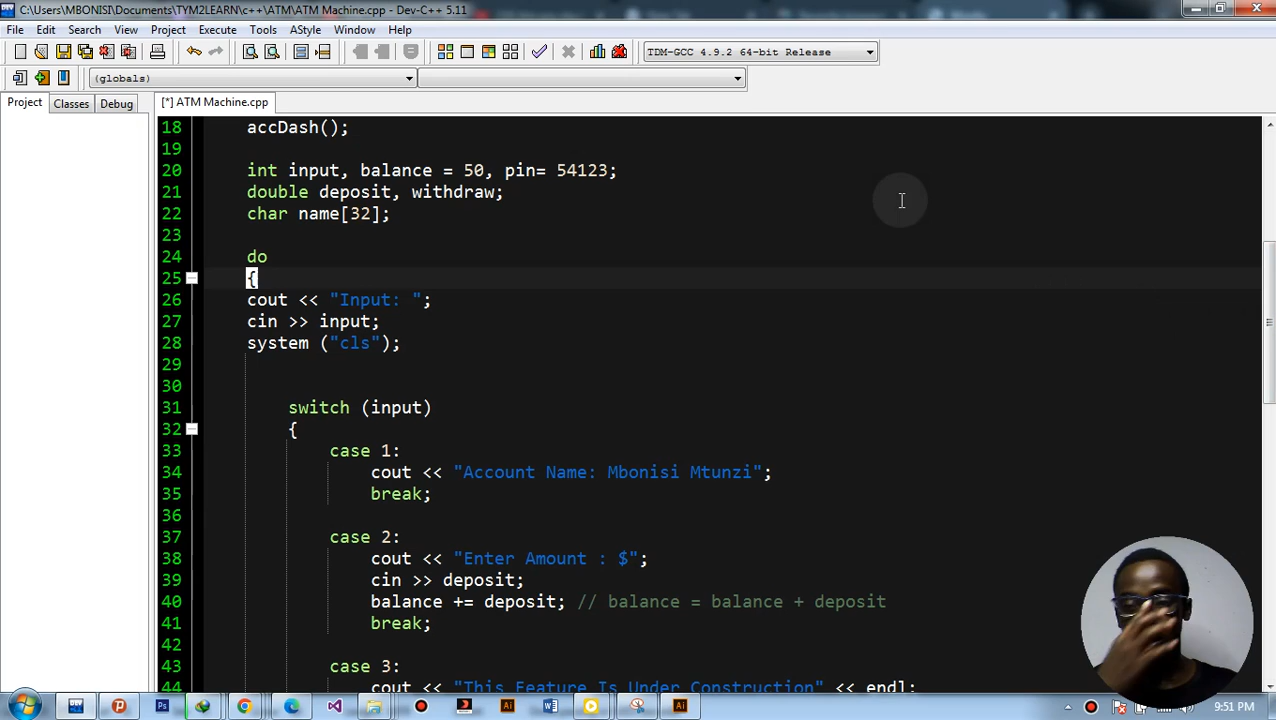 C:\Users\MBONISI\Documents\TYM2LEARN\c++\ATM\ATM Machine.cpp - Dev-C++ 5.11
File Edit Search View Project Execute Tools AStyle Window Help
TDM-GCC 4.9.2 64-bit Release
(globals)
Project Classes Debug [*] ATM Machine.cpp
18 accDash();
19
20 int input, balance = 50, pin= 54123;
21 double deposit, withdraw;
22 char name[32];
23
24 do
25 {
26 cout << "Input: ";
27 cin >> input;
28 system ("cls");
29
30
31 switch (input)
32 {
33 case 1:
34 cout << "Account Name: Mbonisi Mtunzi";
35 break;
36
37 case 2:
38 cout << "Enter Amount : $";
39 cin >> deposit;
40 balance += deposit; // balance = balance + deposit
41 break;
42
43 case 3:
44 cout << "This Feature Is Under Construction" << endl;
9:51 PM